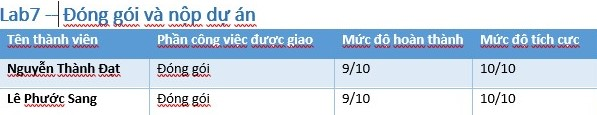 Lab7 – Đóng gói và nộp dự án
Tên thành viên Phần công việc được giao Mức độ hoàn thành Mức độ tích cực
Nguyễn Thành Đat Đóng gói 9/10 10/10
Lê Phước Sang Đóng gói 9/10 10/10